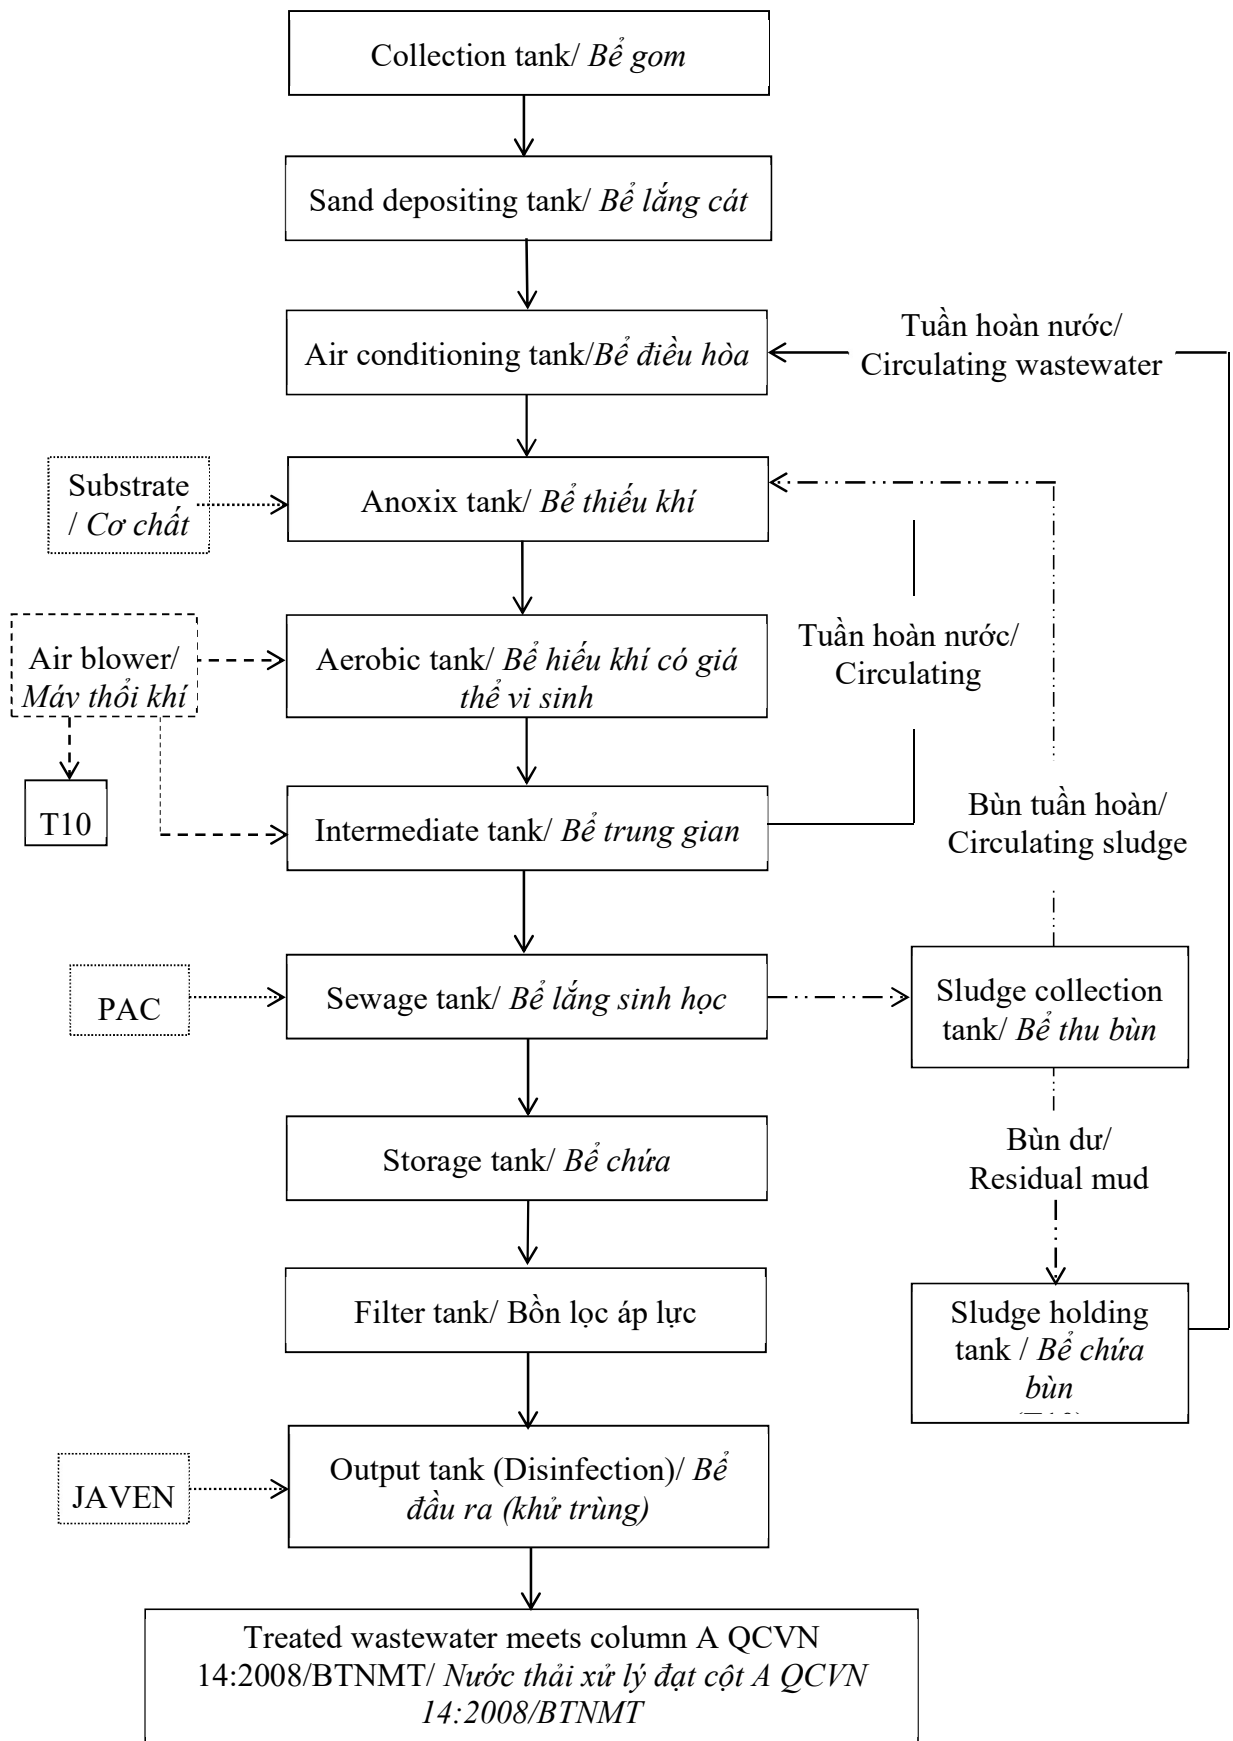 Collection tank/ Bể gom
Sand depositing tank/ Bể lắng cát
Tuần hoàn nước/
Circulating wastewater
Air conditioning tank/Bể điều hòa
Substrate
/ Cơ chất
Anoxix tank/ Bể thiếu khí
Air blower/
Máy thổi khí
Aerobic tank/ Bể hiếu khí có giá
thể vi sinh
Tuần hoàn nước/
Circulating
T10
Intermediate tank/ Bể trung gian
Bùn tuần hoàn/
Circulating sludge
PAC
Sewage tank/ Bể lắng sinh học
Sludge collection
tank/ Bể thu bùn
Storage tank/ Bể chứa
Bùn dư/
Residual mud
Filter tank/ Bồn lọc áp lực
Sludge holding
tank / Bể chứa
bùn
JAVEN
Output tank (Disinfection)/ Bể
đầu ra (khử trùng)
Treated wastewater meets column A QCVN
14:2008/BTNMT/ Nước thải xử lý đạt cột A QCVN
14:2008/BTNMT